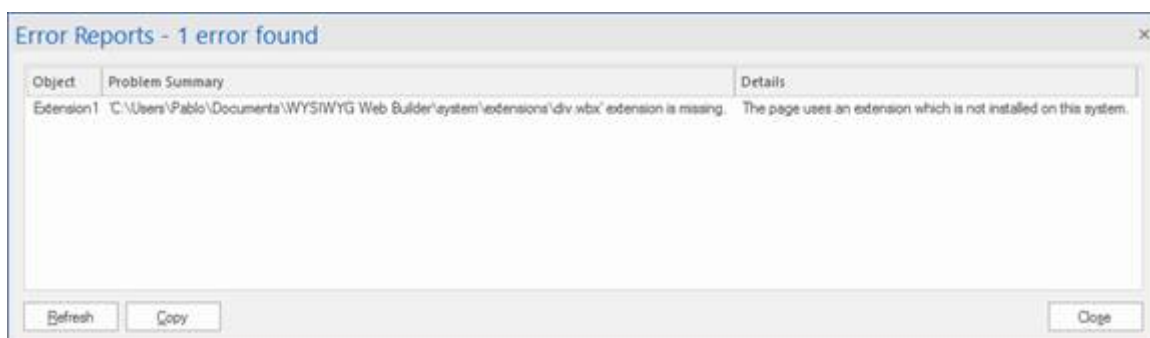 Error Reports - 1 error found
Object Problem Summary Details
Extension1 'C:\Users\Pablo\Documents\WYSIWYG Web Builder\system\extensions\div.wbx' extension is missing. The page uses an extension which is not installed on this system.
Refresh Copy Close